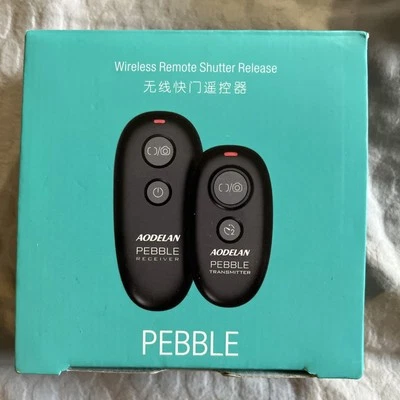 Wireless Remote Shutter Release
无线快门遥控器
AODELAN
PEBBLE
RECEIVER
AODELAN
PEBBLE
TRANSMITTER
PEBBLE